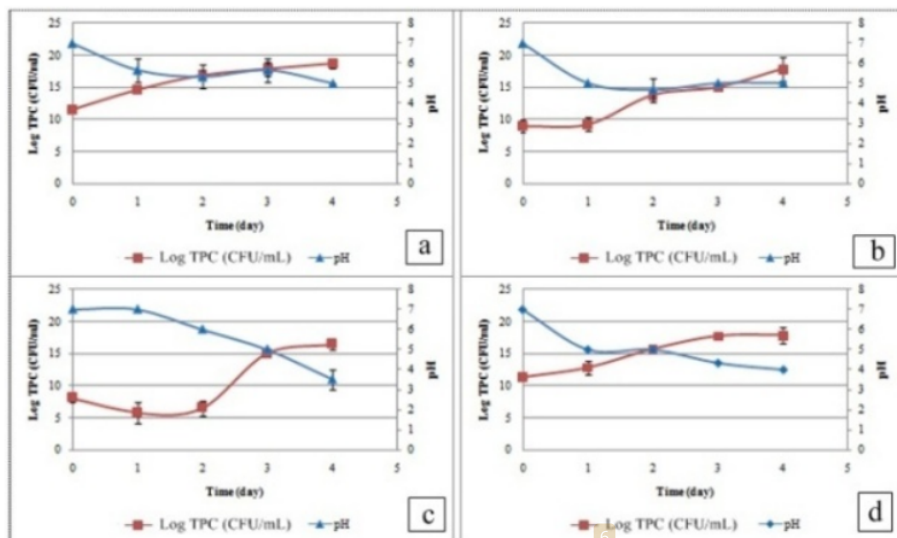 25 20 15 10 5 0
Log TPC (CFU/ml)
8 7 6 5 4 3 2 1 0
pH
0 1 2 3 4 5
Time (day)
Log TPC (CFU/mL) pH
a
25 20 15 10 5 0
Log TPC (CFU/ml)
8 7 6 5 4 3 2 1 0
pH
0 1 2 3 4 5
Time (day)
Log TPC (CFU/mL) pH
b
25 20 15 10 5 0
Log TPC (CFU/ml)
8 7 6 5 4 3 2 1 0
pH
0 1 2 3 4 5
Time (day)
Log TPC (CFU/mL) pH
c
25 20 15 10 5 0
Log TPC (CFU/ml)
8 7 6 5 4 3 2 1 0
pH
0 1 2 3 4 5
Time (day)
Log TPC (CFU/mL) pH
d